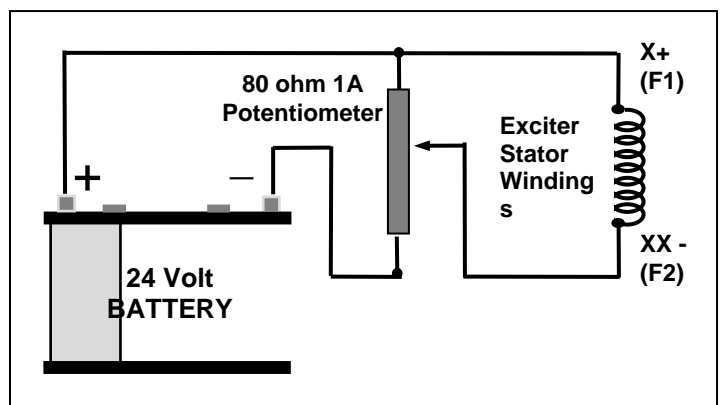 80 ohm 1A
Potentiometer
X+
(F1)
Exciter
Stator
Winding
s
+
–
XX -
(F2)
24 Volt
BATTERY